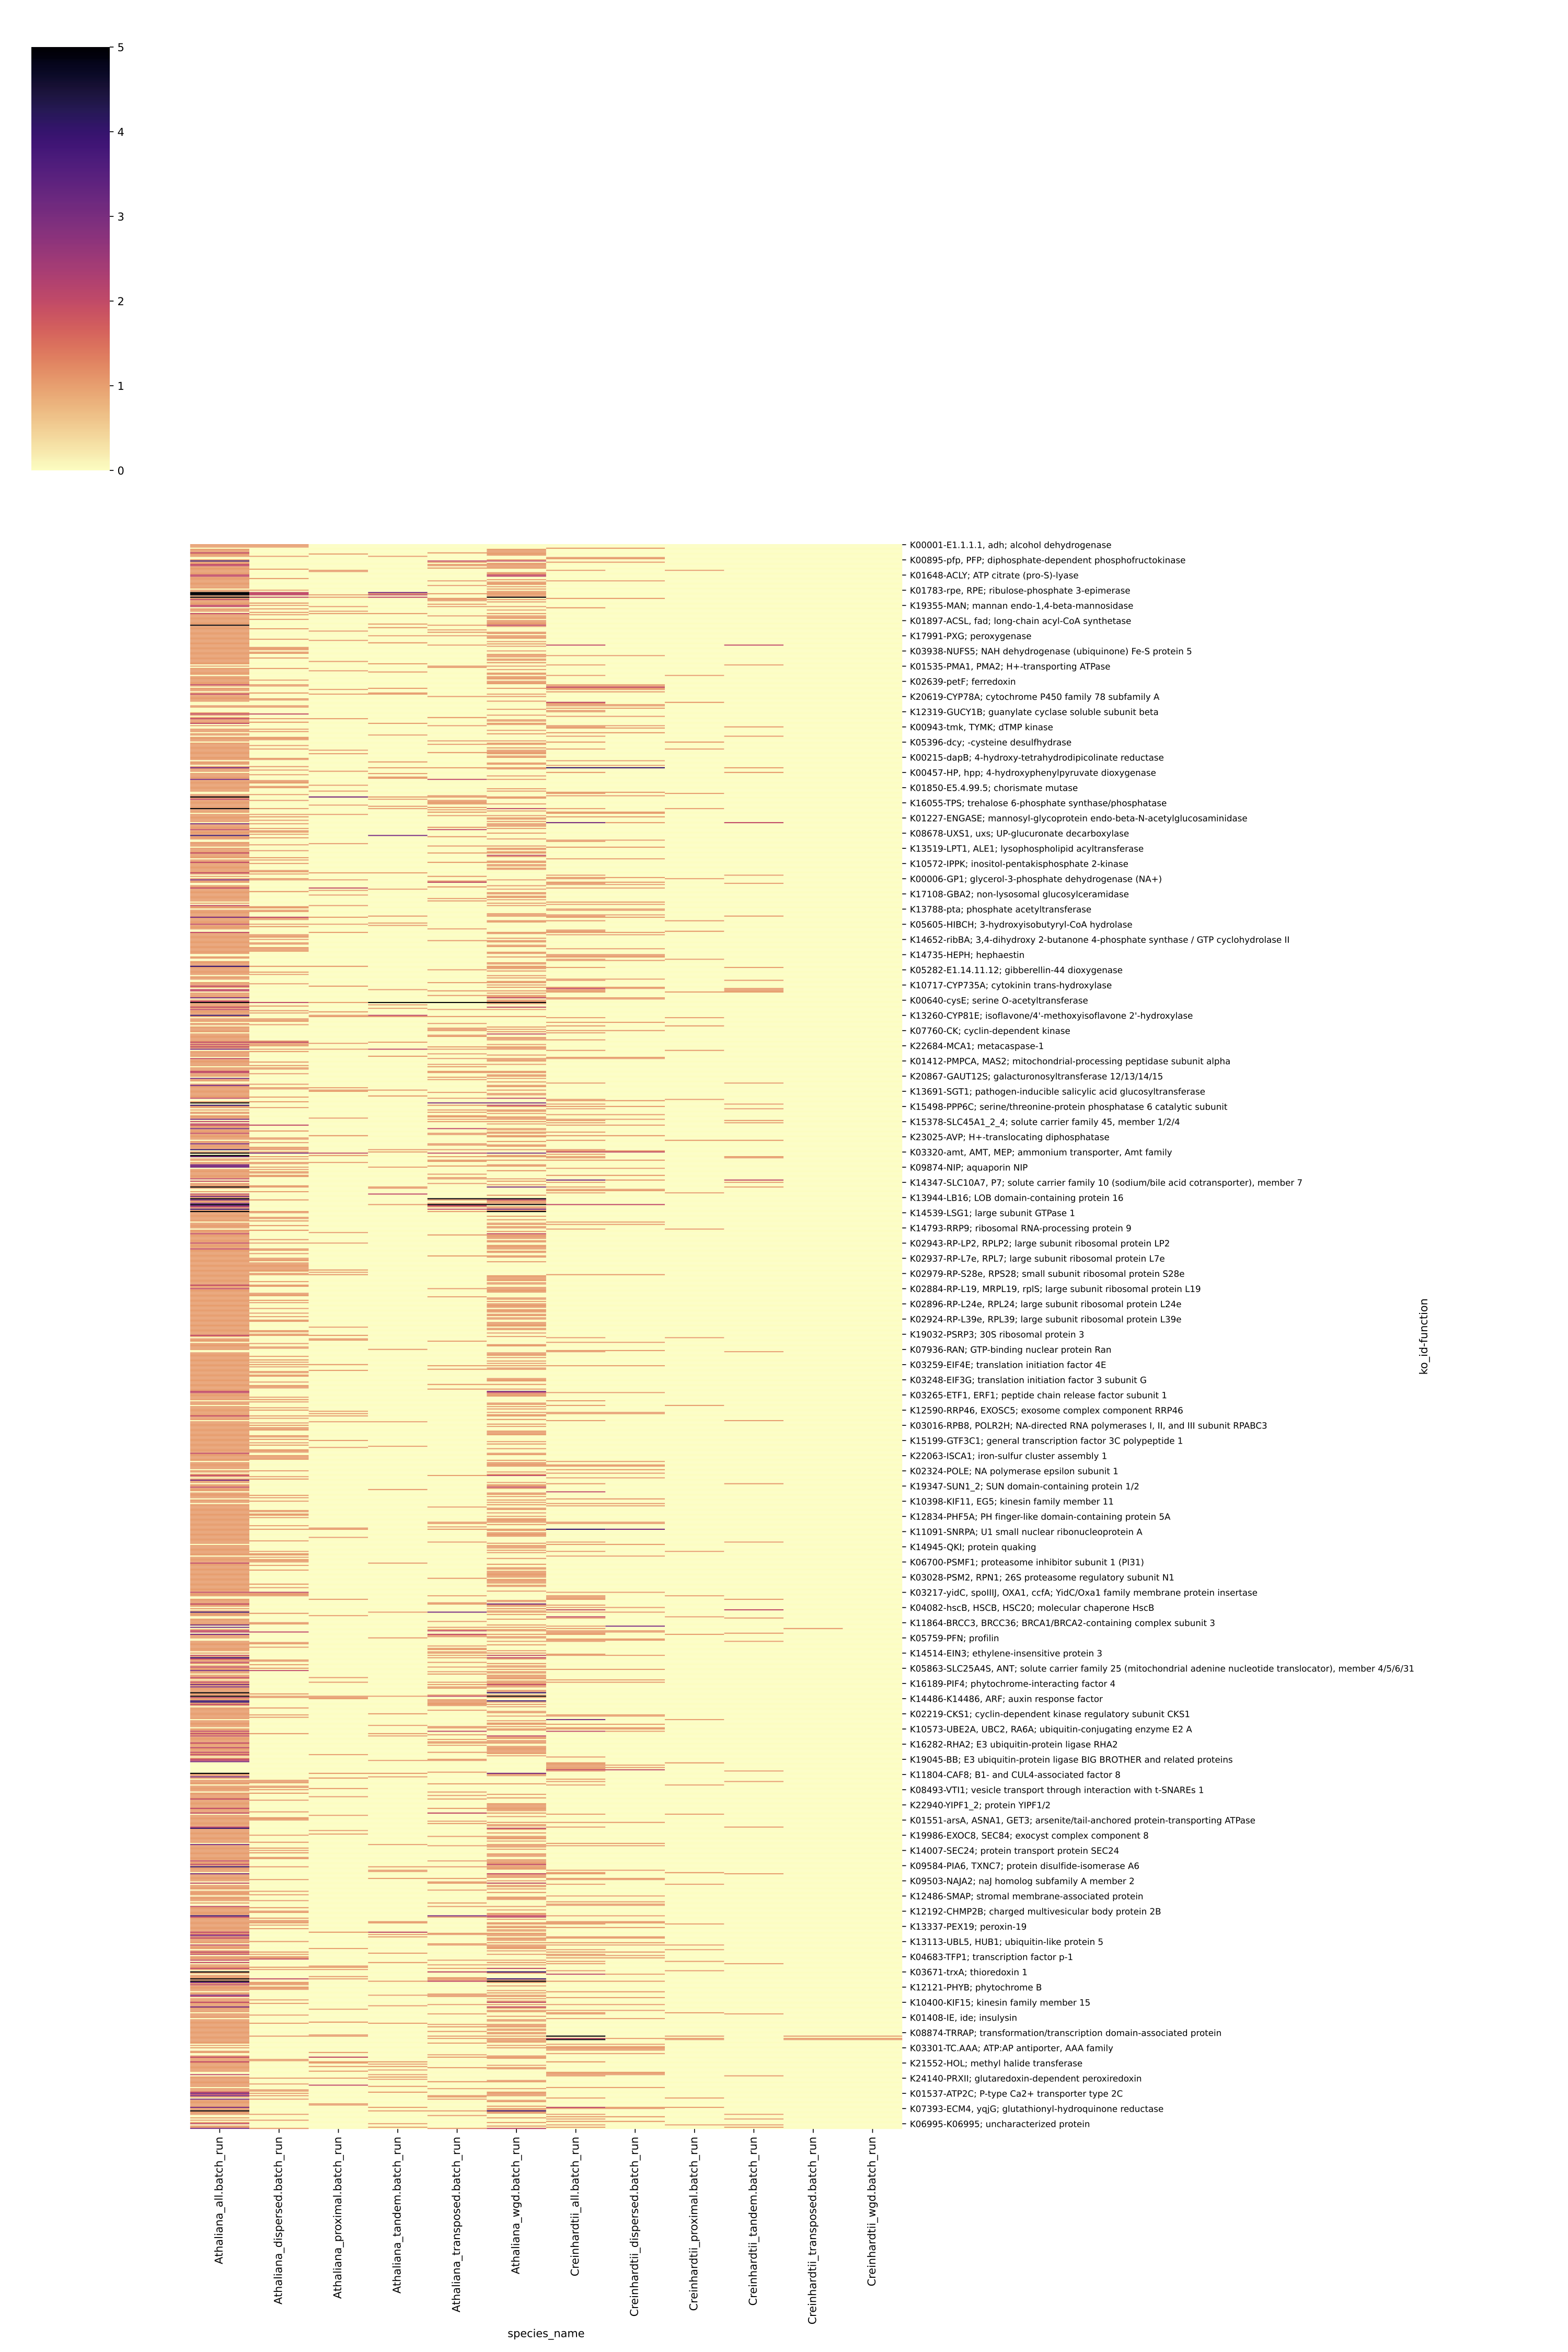 5
4
3
2
1
0
K00001-E1.1.1.1, adh; alcohol dehydrogenase
K00895-pfp, PFP; diphosphate-dependent phosphofructokinase
K01648-ACLY; ATP citrate (pro-S)-lyase
K01783-rpe, RPE; ribulose-phosphate 3-epimerase
K19355-MAN; mannan endo-1,4-beta-mannosidase
K01897-ACSL, fad; long-chain acyl-CoA synthetase
K17991-PXG; peroxygenase
K03938-NUFS5; NAH dehydrogenase (ubiquinone) Fe-S protein 5
K01535-PMA1, PMA2; H+-transporting ATPase
K02639-petF; ferredoxin
K20619-CYP78A; cytochrome P450 family 78 subfamily A
K12319-GUCY1B; guanylate cyclase soluble subunit beta
K00943-tmk, TYMK; dTMP kinase
K05396-dcy; -cysteine desulfhydrase
K00215-dapB; 4-hydroxy-tetrahydrodipicolinate reductase
K00457-HP, hpp; 4-hydroxyphenylpyruvate dioxygenase
K01850-E5.4.99.5; chorismate mutase
K16055-TPS; trehalose 6-phosphate synthase/phosphatase
K01227-ENGASE; mannosyl-glycoprotein endo-beta-N-acetylglucosaminidase
K08678-UXS1, uxs; UP-glucuronate decarboxylase
K13519-LPT1, ALE1; lysophospholipid acyltransferase
K10572-IPPK; inositol-pentakisphosphate 2-kinase
K00006-GP1; glycerol-3-phosphate dehydrogenase (NA+)
K17108-GBA2; non-lysosomal glucosylceramidase
K13788-pta; phosphate acetyltransferase
K05605-HIBCH; 3-hydroxyisobutyryl-CoA hydrolase
K14652-ribBA; 3,4-dihydroxy 2-butanone 4-phosphate synthase / GTP cyclohydrolase II
K14735-HEPH; hephaestin
K05282-E1.14.11.12; gibberellin-44 dioxygenase
K10717-CYP735A; cytokinin trans-hydroxylase
K00640-cysE; serine O-acetyltransferase
K13260-CYP81E; isoflavone/4'-methoxyisoflavone 2'-hydroxylase
K07760-CK; cyclin-dependent kinase
K22684-MCA1; metacaspase-1
K01412-PMPCA, MAS2; mitochondrial-processing peptidase subunit alpha
K20867-GAUT12S; galacturonosyltransferase 12/13/14/15
K13691-SGT1; pathogen-inducible salicylic acid glucosyltransferase
K15498-PPP6C; serine/threonine-protein phosphatase 6 catalytic subunit
K15378-SLC45A1_2_4; solute carrier family 45, member 1/2/4
K23025-AVP; H+-translocating diphosphatase
K03320-amt, AMT, MEP; ammonium transporter, Amt family
K09874-NIP; aquaporin NIP
K14347-SLC10A7, P7; solute carrier family 10 (sodium/bile acid cotransporter), member 7
K13944-LB16; LOB domain-containing protein 16
K14539-LSG1; large subunit GTPase 1
K14793-RRP9; ribosomal RNA-processing protein 9
K02943-RP-LP2, RPLP2; large subunit ribosomal protein LP2
K02937-RP-L7e, RPL7; large subunit ribosomal protein L7e
K02979-RP-S28e, RPS28; small subunit ribosomal protein S28e
K02884-RP-L19, MRPL19, rplS; large subunit ribosomal protein L19
K02896-RP-L24e, RPL24; large subunit ribosomal protein L24e
K02924-RP-L39e, RPL39; large subunit ribosomal protein L39e
K19032-PSRP3; 30S ribosomal protein 3
K07936-RAN; GTP-binding nuclear protein Ran
K03259-EIF4E; translation initiation factor 4E
K03248-EIF3G; translation initiation factor 3 subunit G
K03265-ETF1, ERF1; peptide chain release factor subunit 1
K12590-RRP46, EXOSC5; exosome complex component RRP46
K03016-RPB8, POLR2H; NA-directed RNA polymerases I, II, and III subunit RPABC3
K15199-GTF3C1; general transcription factor 3C polypeptide 1
K22063-ISCA1; iron-sulfur cluster assembly 1
K02324-POLE; NA polymerase epsilon subunit 1
K19347-SUN1_2; SUN domain-containing protein 1/2
K10398-KIF11, EG5; kinesin family member 11
K12834-PHF5A; PH finger-like domain-containing protein 5A
K11091-SNRPA; U1 small nuclear ribonucleoprotein A
K14945-QKI; protein quaking
K06700-PSMF1; proteasome inhibitor subunit 1 (PI31)
K03028-PSM2, RPN1; 26S proteasome regulatory subunit N1
K03217-yidC, spoIIIJ, OXA1, ccfA; YidC/Oxa1 family membrane protein insertase
K04082-hscB, HSCB, HSC20; molecular chaperone HscB
K11864-BRCC3, BRCC36; BRCA1/BRCA2-containing complex subunit 3
K05759-PFN; profilin
K14514-EIN3; ethylene-insensitive protein 3
K05863-SLC25A4S, ANT; solute carrier family 25 (mitochondrial adenine nucleotide translocator), member 4/5/6/31
K16189-PIF4; phytochrome-interacting factor 4
K14486-K14486, ARF; auxin response factor
K02219-CKS1; cyclin-dependent kinase regulatory subunit CKS1
K10573-UBE2A, UBC2, RA6A; ubiquitin-conjugating enzyme E2 A
K16282-RHA2; E3 ubiquitin-protein ligase RHA2
K19045-BB; E3 ubiquitin-protein ligase BIG BROTHER and related proteins
K11804-CAF8; B1- and CUL4-associated factor 8
K08493-VTI1; vesicle transport through interaction with t-SNAREs 1
K22940-YIPF1_2; protein YIPF1/2
K01551-arsA, ASNA1, GET3; arsenite/tail-anchored protein-transporting ATPase
K19986-EXOC8, SEC84; exocyst complex component 8
K14007-SEC24; protein transport protein SEC24
K09584-PIA6, TXNC7; protein disulfide-isomerase A6
K09503-NAJA2; naJ homolog subfamily A member 2
K12486-SMAP; stromal membrane-associated protein
K12192-CHMP2B; charged multivesicular body protein 2B
K13337-PEX19; peroxin-19
K13113-UBL5, HUB1; ubiquitin-like protein 5
K04683-TFP1; transcription factor p-1
K03671-trxA; thioredoxin 1
K12121-PHYB; phytochrome B
K10400-KIF15; kinesin family member 15
K01408-IE, ide; insulysin
K08874-TRRAP; transformation/transcription domain-associated protein
K03301-TC.AAA; ATP:AP antiporter, AAA family
K21552-HOL; methyl halide transferase
K24140-PRXII; glutaredoxin-dependent peroxiredoxin
K01537-ATP2C; P-type Ca2+ transporter type 2C
K07393-ECM4, yqjG; glutathionyl-hydroquinone reductase
K06995-K06995; uncharacterized protein
ko_id-function
Athaliana_all.batch_run
Athaliana_dispersed.batch_run
Athaliana_proximal.batch_run
Athaliana_tandem.batch_run
Athaliana_transposed.batch_run
Athaliana_wgd.batch_run
Creinhardtii_all.batch_run
Creinhardtii_dispersed.batch_run
Creinhardtii_proximal.batch_run
Creinhardtii_tandem.batch_run
Creinhardtii_transposed.batch_run
Creinhardtii_wgd.batch_run
species_name